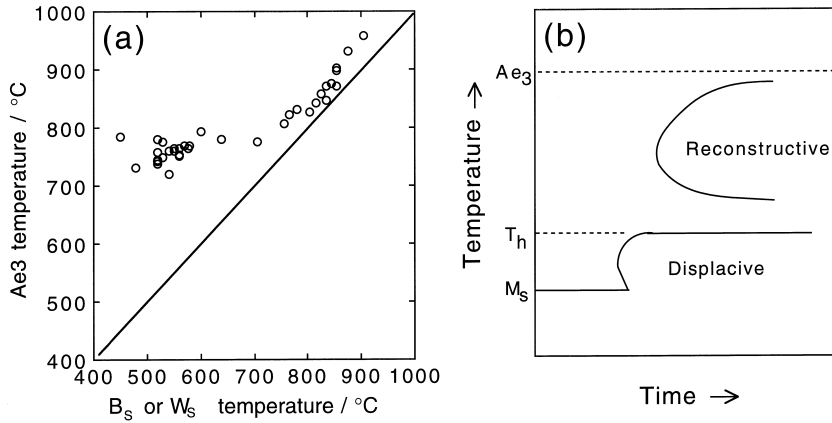 (a)
1000
900
800
700
600
500
400
Ae3 temperature / °C
400 500 600 700 800 900 1000
B_S or W_S temperature / °C
(b)
Ae₃
Reconstructive
T_h
Displacive
M_s
Temperature →
Time →